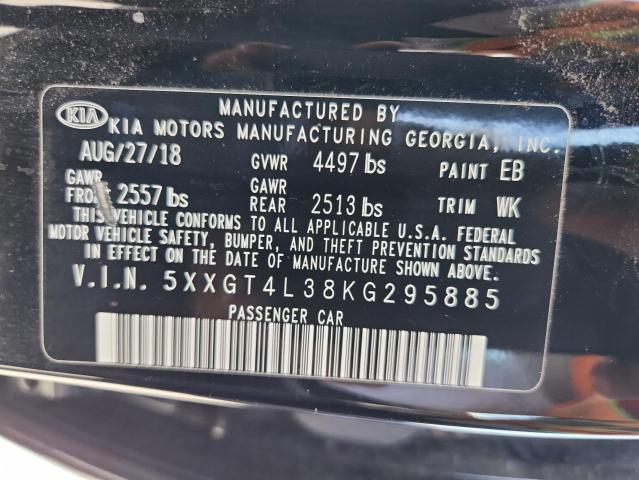 MANUFACTURED BY
KIA KIA MOTORS MANUFACTURING GEORGIA, INC.
AUG/27/18 GVWR 4497 lbs PAINT EB
GAWR FRONT 2557 lbs GAWR REAR 2513 lbs TRIM WK
THIS VEHICLE CONFORMS TO ALL APPLICABLE U.S.A. FEDERAL
MOTOR VEHICLE SAFETY, BUMPER, AND THEFT PREVENTION STANDARDS
IN EFFECT ON THE DATE OF MANUFACTURE SHOWN ABOVE.
V.I.N. 5XXGT4L38KG295885
PASSENGER CAR